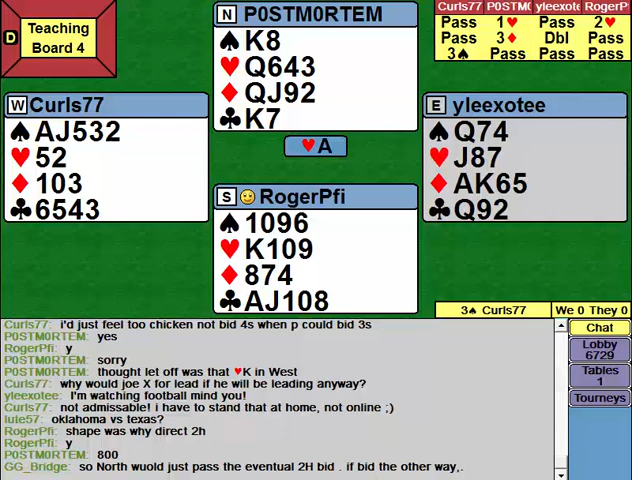 D
Teaching
Board 4
N P0STM0RTEM
♠K8
♥Q643
♦QJ92
♣K7
Curls77 P0STM0 yleexote RogerP
Pass 1♥ Pass 2♥
Pass 3♦ Dbl Pass
3♠ Pass Pass Pass
W Curls77
♠AJ532
♥52
♦103
♣6543
♥A
E yleexotee
♠Q74
♥J87
♦AK65
♣Q92
S RogerPfi
♠1096
♥K109
♦874
♣AJ108
3♠ Curls77 We 0 They 0
Curls77: i'd just feel too chicken not bid 4s when p could bid 3s
P0STM0RTEM: yes
RogerPfi: y
P0STM0RTEM: sorry
P0STM0RTEM: thought let off was that ♥K in West
Curls77: why would joe X for lead if he will be leading anyway?
yleexotee: I'm watching football mind you!
Curls77: not admissable! i have to stand that at home, not online ;)
lute57: oklahoma vs texas?
RogerPfi: shape was why direct 2h
RogerPfi: y
P0STM0RTEM: 800
GG_Bridge: so North wuold just pass the eventual 2H bid . if bid the other way,.
Chat
Lobby
6729
Tables
1
Tourneys